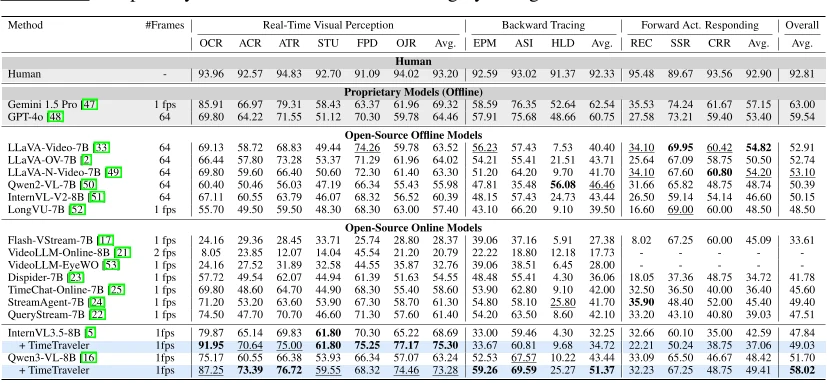 Method #Frames Real-Time Visual Perception Backward Tracing Forward Act. Responding Overall
OCR ACR ATR STU FPD OJR Avg. EPM ASI HLD Avg. REC SSR CRR Avg. Avg.
Human
Human - 93.96 92.57 94.83 92.70 91.09 94.02 93.20 92.59 93.02 91.37 92.33 95.48 89.67 93.56 92.90 92.81
Proprietary Models (Offline)
Gemini 1.5 Pro [47] 1 fps 85.91 66.97 79.31 58.43 63.37 61.96 69.32 58.59 76.35 52.64 62.54 35.53 74.24 61.67 57.15 63.00
GPT-4o [48] 64 69.80 64.22 71.55 51.12 70.30 59.78 64.46 57.91 75.68 48.66 60.75 27.58 73.21 59.40 53.40 59.54
Open-Source Offline Models
LLaVA-Video-7B [33] 64 69.13 58.72 68.83 49.44 74.26 59.78 63.52 56.23 57.43 7.53 40.40 34.10 69.95 60.42 54.82 52.91
LLaVA-OV-7B [2] 64 66.44 57.80 73.28 53.37 71.29 61.96 64.02 54.21 55.41 21.51 43.71 25.64 67.09 58.75 50.50 52.74
LLaVA-N-Video-7B [49] 64 69.80 59.60 66.40 50.60 72.30 61.40 63.30 51.20 64.20 9.70 41.70 34.10 67.60 60.80 54.20 53.10
Qwen2-VL-7B [50] 64 60.40 50.46 56.03 47.19 66.34 55.43 55.98 47.81 35.48 56.08 46.46 31.66 65.82 48.75 48.74 50.39
InternVL-V2-8B [51] 64 67.11 60.55 63.79 46.07 68.32 56.52 60.39 48.15 57.43 24.73 43.44 26.50 59.14 54.14 46.60 50.15
LongVU-7B [52] 1 fps 55.70 49.50 59.50 48.30 68.30 63.00 57.40 43.10 66.20 9.10 39.50 16.60 69.00 60.00 48.50 48.50
Open-Source Online Models
Flash-VStream-7B [17] 1 fps 24.16 29.36 28.45 33.71 25.74 28.80 28.37 39.06 37.16 5.91 27.38 8.02 67.25 60.00 45.09 33.61
VideoLLM-Online-8B [21] 2 fps 8.05 23.85 12.07 14.04 45.54 21.20 20.79 22.22 18.80 12.18 17.73 - - - - -
VideoLLM-EyeWO [53] 1 fps 24.16 27.52 31.89 32.58 44.55 35.87 32.76 39.06 38.51 6.45 28.00 - - - - -
Dispider-7B [23] 1 fps 57.72 49.54 62.07 44.94 61.39 51.63 54.55 48.48 55.41 4.30 36.06 18.05 37.36 48.75 34.72 41.78
TimeChat-Online-7B [25] 1 fps 69.80 48.60 64.70 44.90 68.30 55.40 58.60 53.90 62.80 9.10 42.00 32.50 36.50 40.00 36.40 45.60
StreamAgent-7B [24] 1 fps 71.20 53.20 63.60 53.90 67.30 58.70 61.30 54.80 58.10 25.80 41.70 35.90 48.40 52.00 45.40 49.40
QueryStream-7B [22] 1 fps 74.50 47.70 70.70 46.60 71.30 57.60 61.40 54.20 63.50 8.60 42.10 33.20 43.10 40.80 39.03 47.51
InternVL3.5-8B [5] 1fps 79.87 65.14 69.83 61.80 70.30 65.22 68.69 33.00 59.46 4.30 32.25 32.66 60.10 35.00 42.59 47.84
+ TimeTraveler 1fps 91.95 70.64 75.00 61.80 75.25 77.17 75.30 33.67 60.81 9.68 34.72 22.21 50.24 38.75 37.06 49.03
Qwen3-VL-8B [16] 1fps 75.17 60.55 66.38 53.93 66.34 57.07 63.24 52.53 67.57 10.22 43.44 33.09 65.50 46.67 48.42 51.70
+ TimeTraveler 1fps 87.25 73.39 76.72 59.55 68.32 74.46 73.28 59.26 69.59 25.27 51.37 32.23 67.25 48.75 49.41 58.02